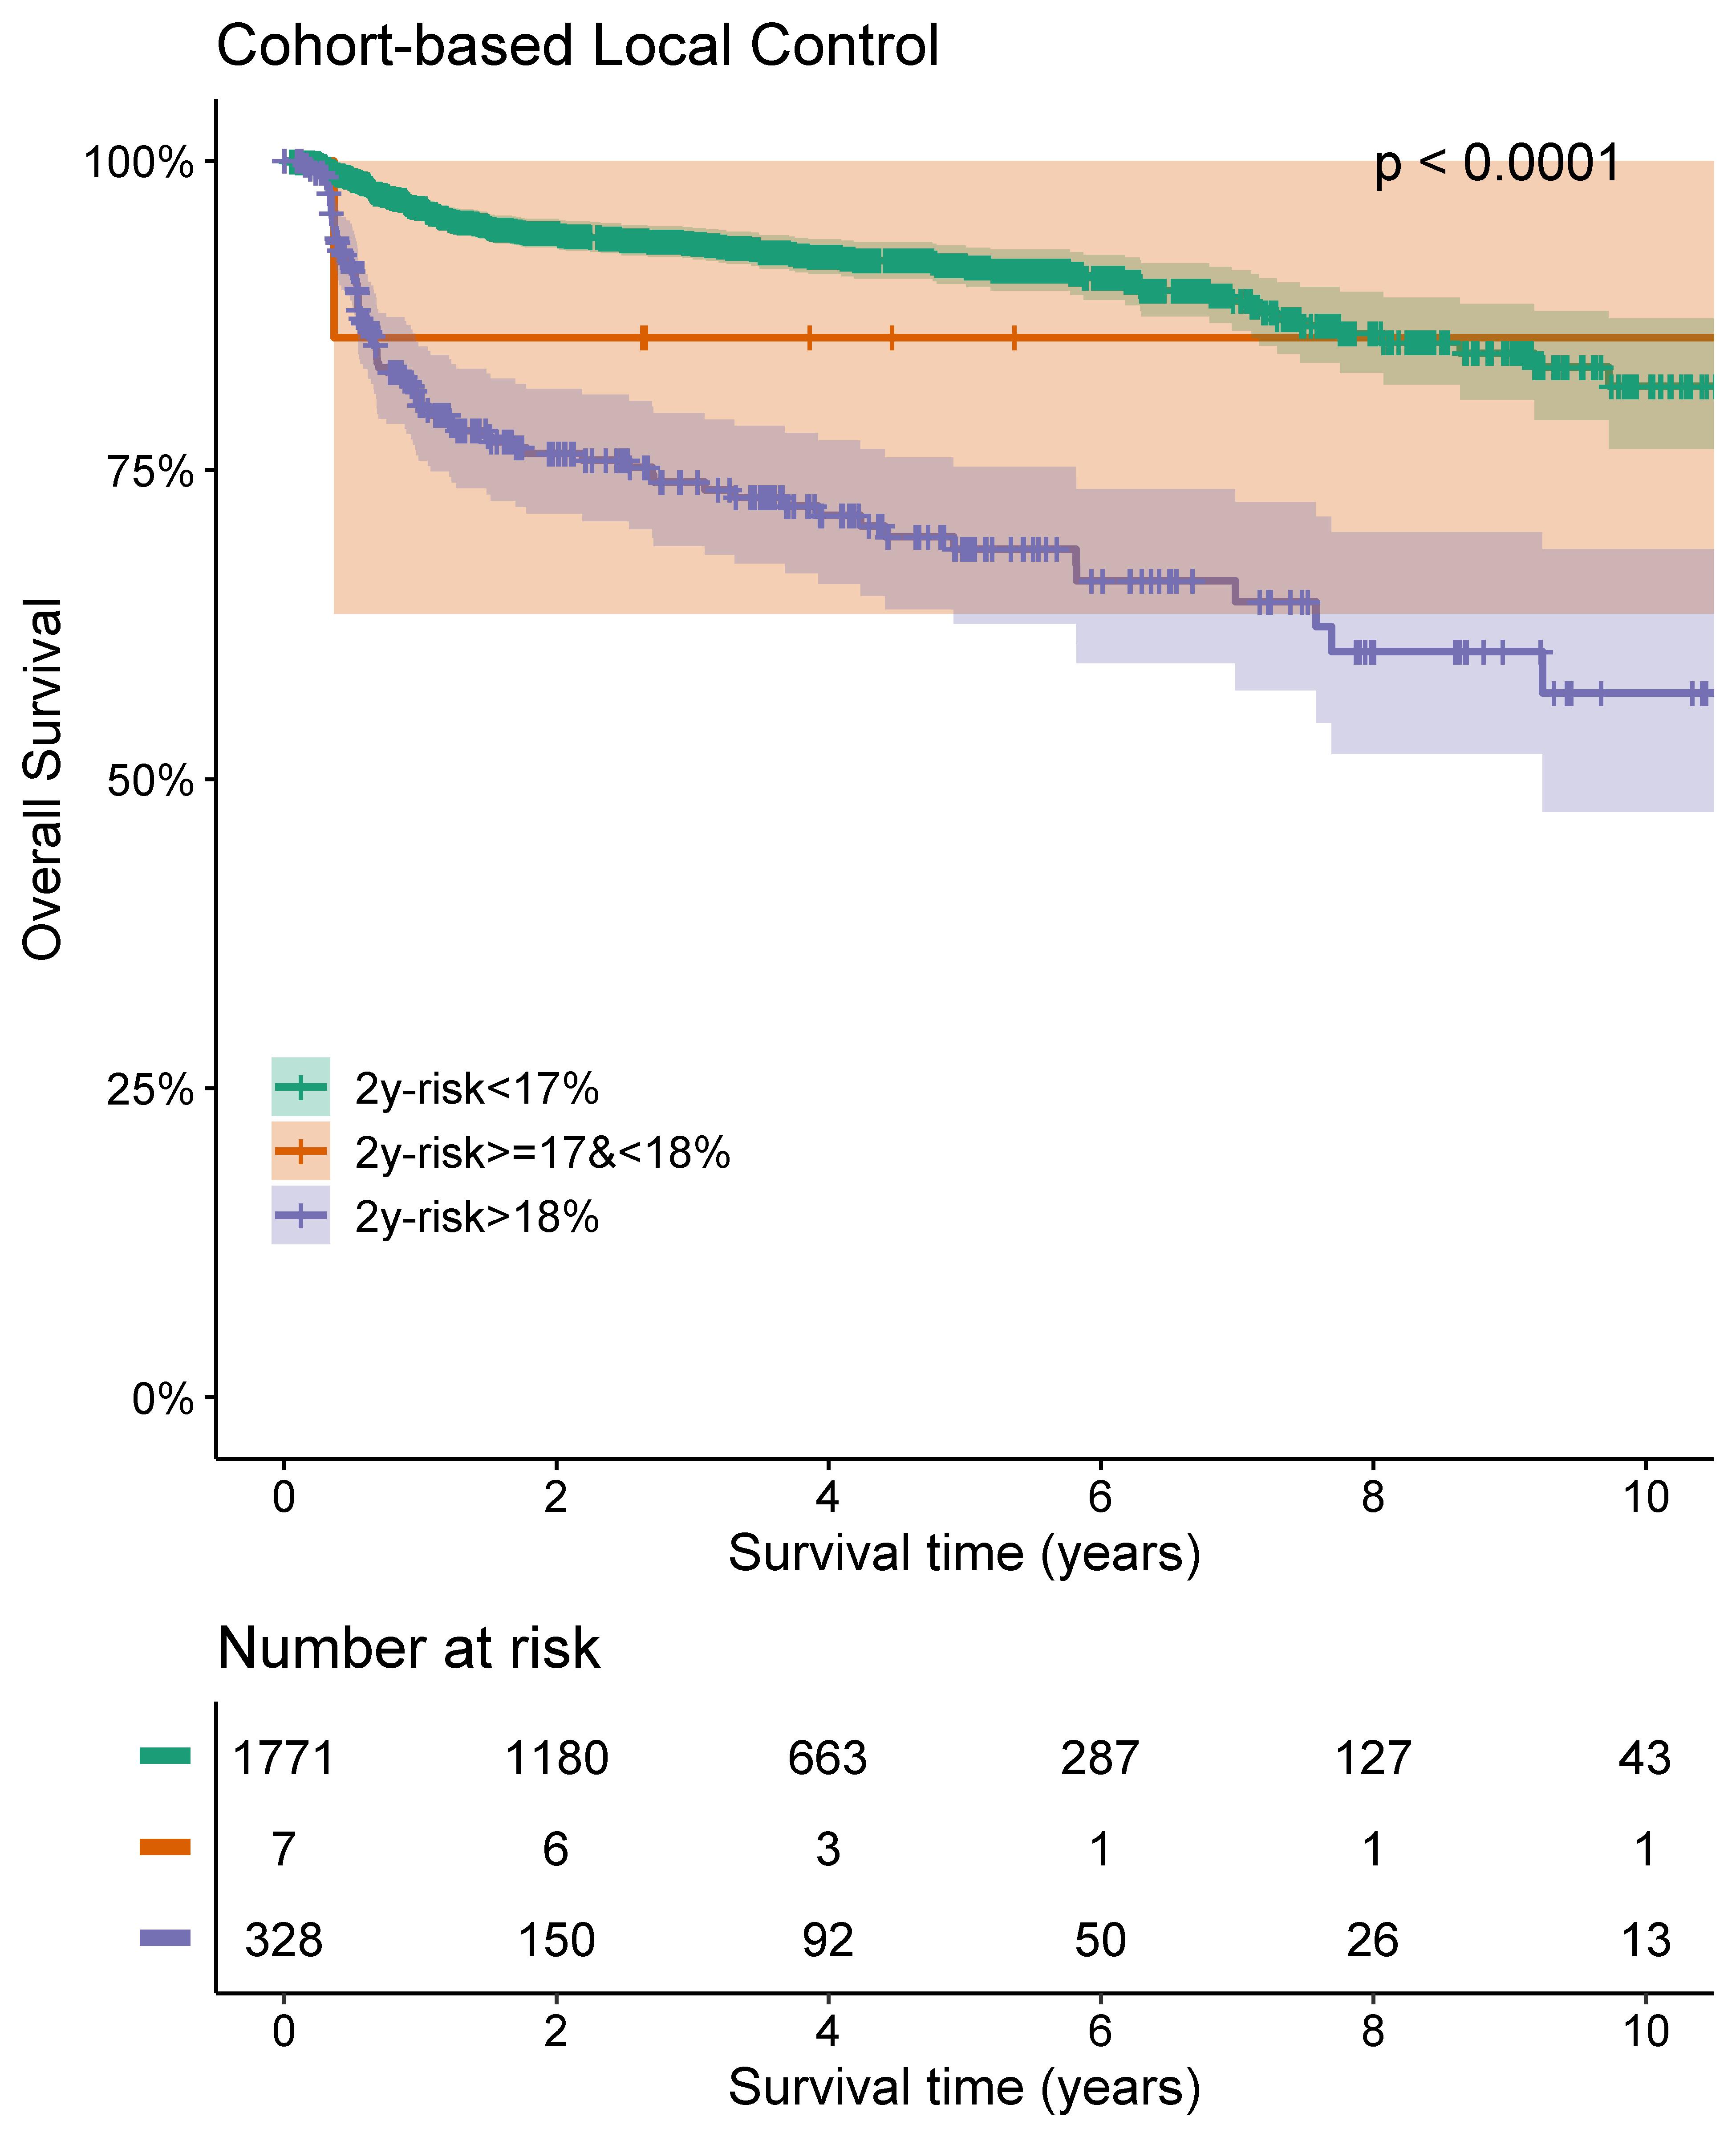 Cohort-based Local Control
p < 0.0001
100%
75%
50%
25%
0%
Overall Survival
2y-risk<17%
2y-risk>=17&<18%
2y-risk>18%
0 2 4 6 8 10
Survival time (years)
Number at risk
1771 1180 663 287 127 43
7 6 3 1 1 1
328 150 92 50 26 13
0 2 4 6 8 10
Survival time (years)